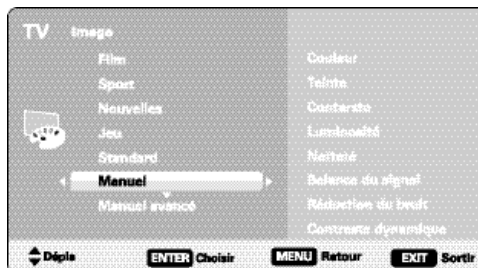 TV Image
Film
Sport
Nouvelles
Jeu
Standard
Manuel
Manuel avancé
Couleur
Teinte
Contarste
Luminosité
Netteté
Balance du signal
Réduction du bruit
Contraste dynamique
Dépla ENTER Choisir MENU Retour EXIT Sortir